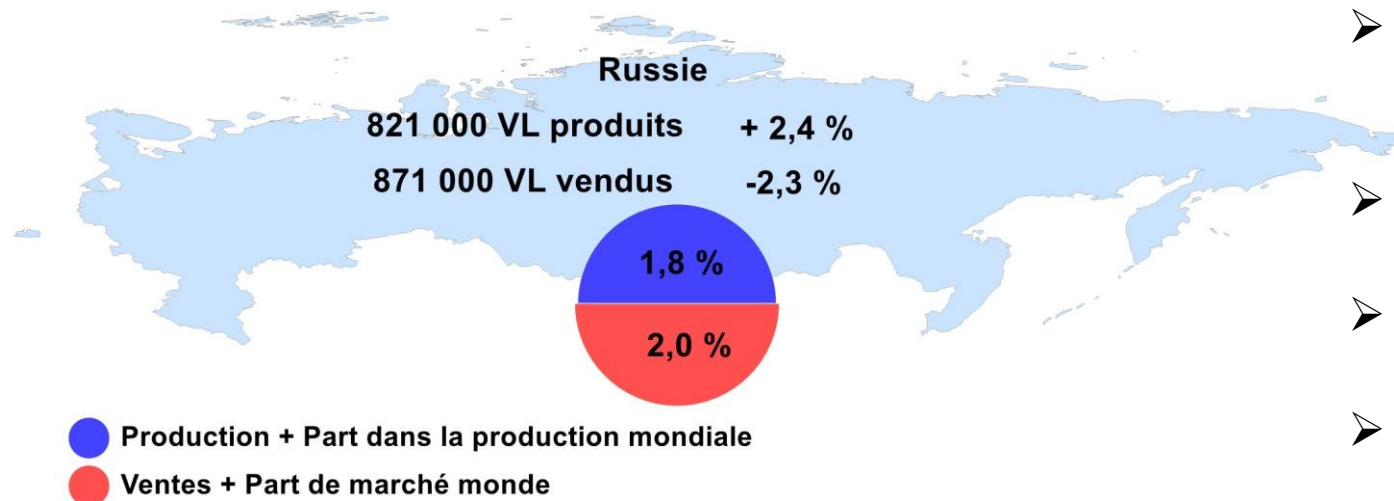 Russie
821 000 VL produits + 2,4 %
871 000 VL vendus -2,3 %
1,8 %
2,0 %
Production + Part dans la production mondiale
Ventes + Part de marché monde